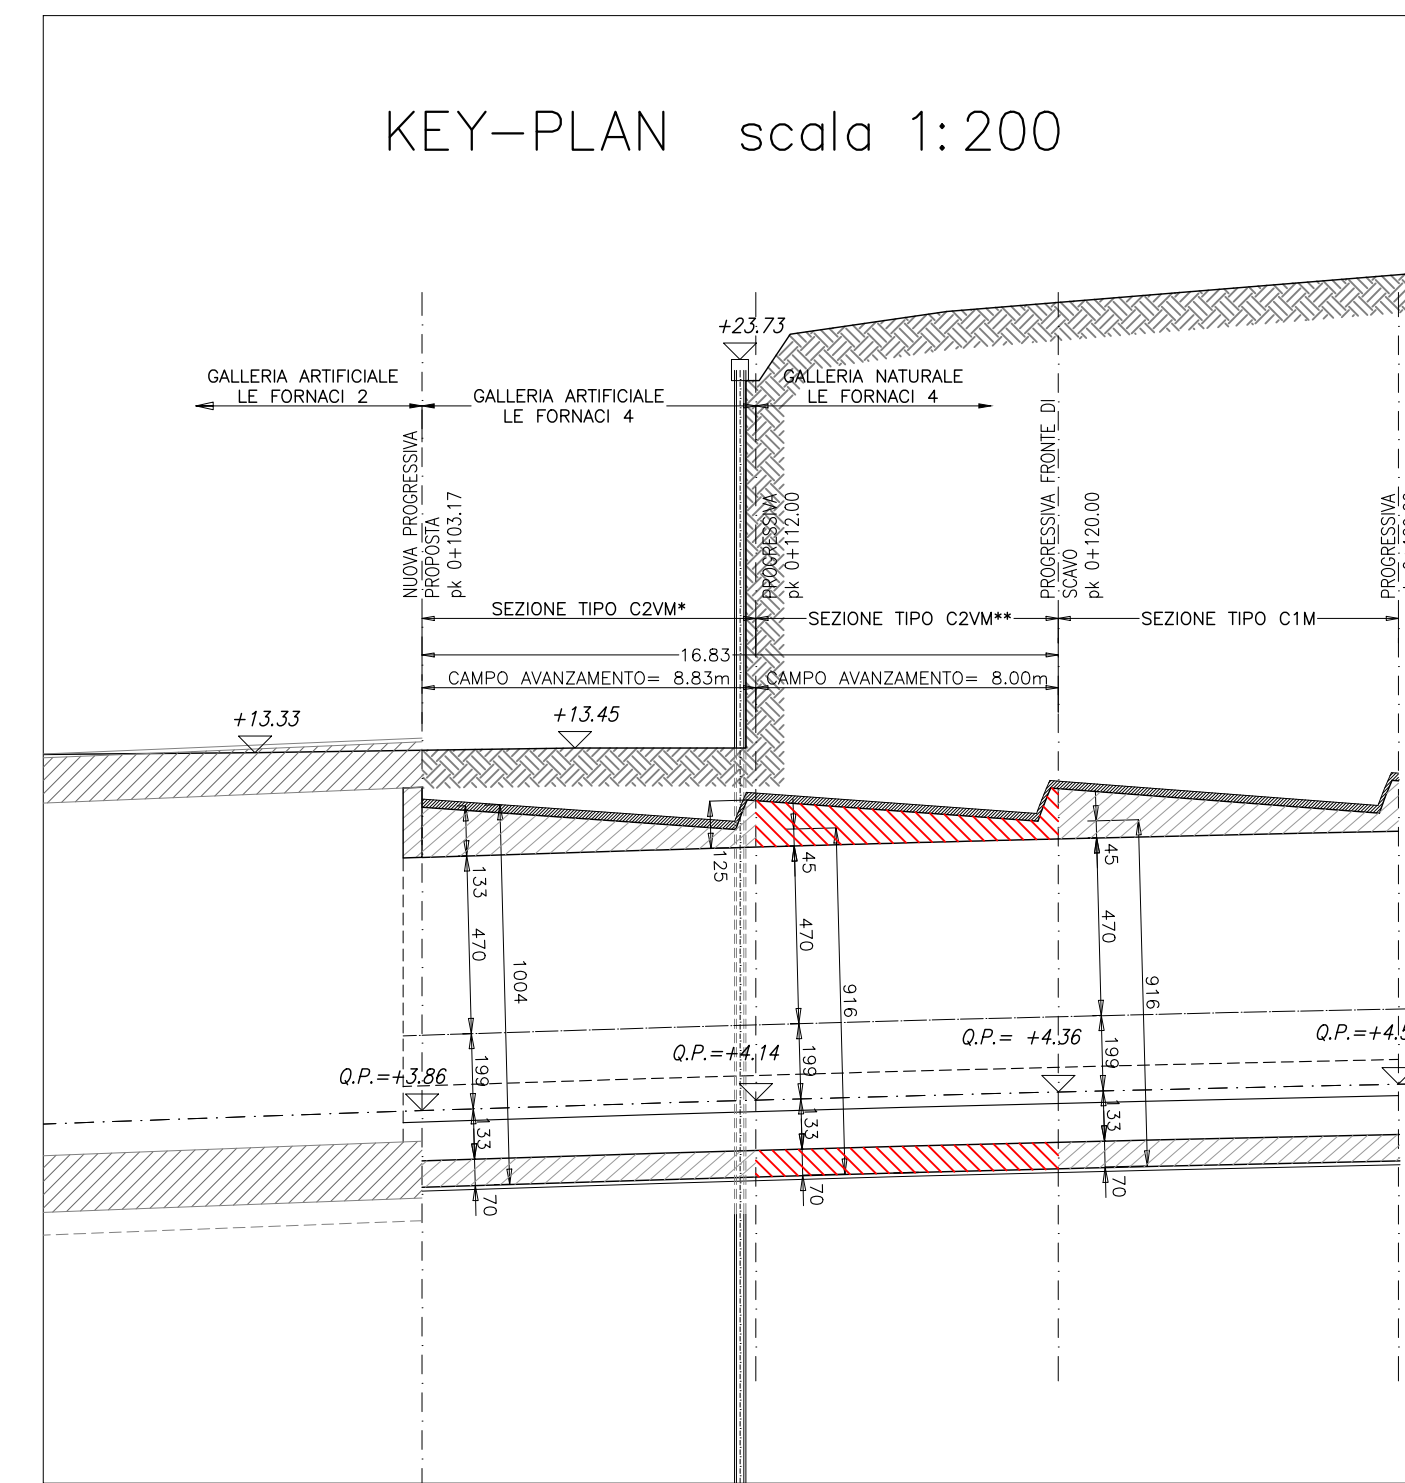 KEY-PLAN scala 1:200
+23.73
GALLERIA ARTIFICIALE
LE FORNACI 2
GALLERIA ARTIFICIALE
LE FORNACI 4
GALLERIA NATURALE
LE FORNACI 4
NUOVA PROGRESSIVA
PROPOSTA
pk 0+103.17
PROGRESSIVA
pk 0+112.00
PROGRESSIVA FRONTE DI
SCAVO
pk 0+120.00
PROGRESSIVA
SEZIONE TIPO C2VM*
SEZIONE TIPO C2VM**
SEZIONE TIPO C1M
16.83
CAMPO AVANZAMENTO= 8.83m
CAMPO AVANZAMENTO= 8.00m
+13.33
+13.45
133
470
1004
199
133
70
125
45
470
916
199
133
70
45
470
916
199
133
70
Q.P.=+3.86
Q.P.=+4.14
Q.P.= +4.36